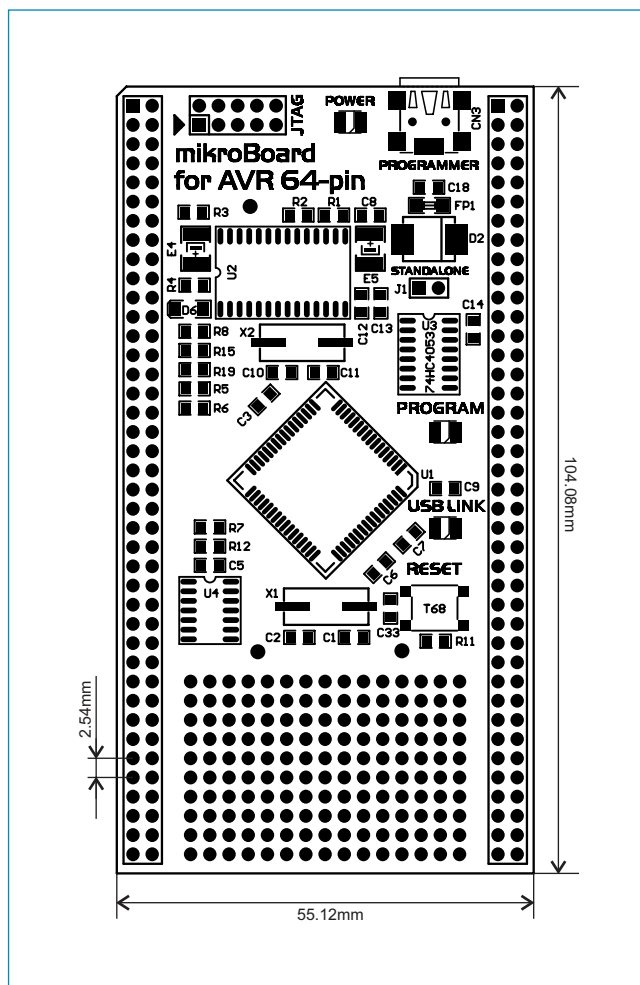 POWER
JTAG
CN3
mikroBoard
for AVR 64-pin
PROGRAMMER
C18
R3
R2
R1
C8
FP1
E4
U2
D2
E5
STANDALONE
R4
J1
D6
C14
C12
C13
U3
74HC4053
R8
X2
R15
R19
C10
C11
R5
R6
C3
PROGRAM
U1
C9
104.08mm
USB LINK
R7
R12
C5
C7
C6
RESET
U4
X1
T68
C33
C2
C1
R11
2.54mm
55.12mm